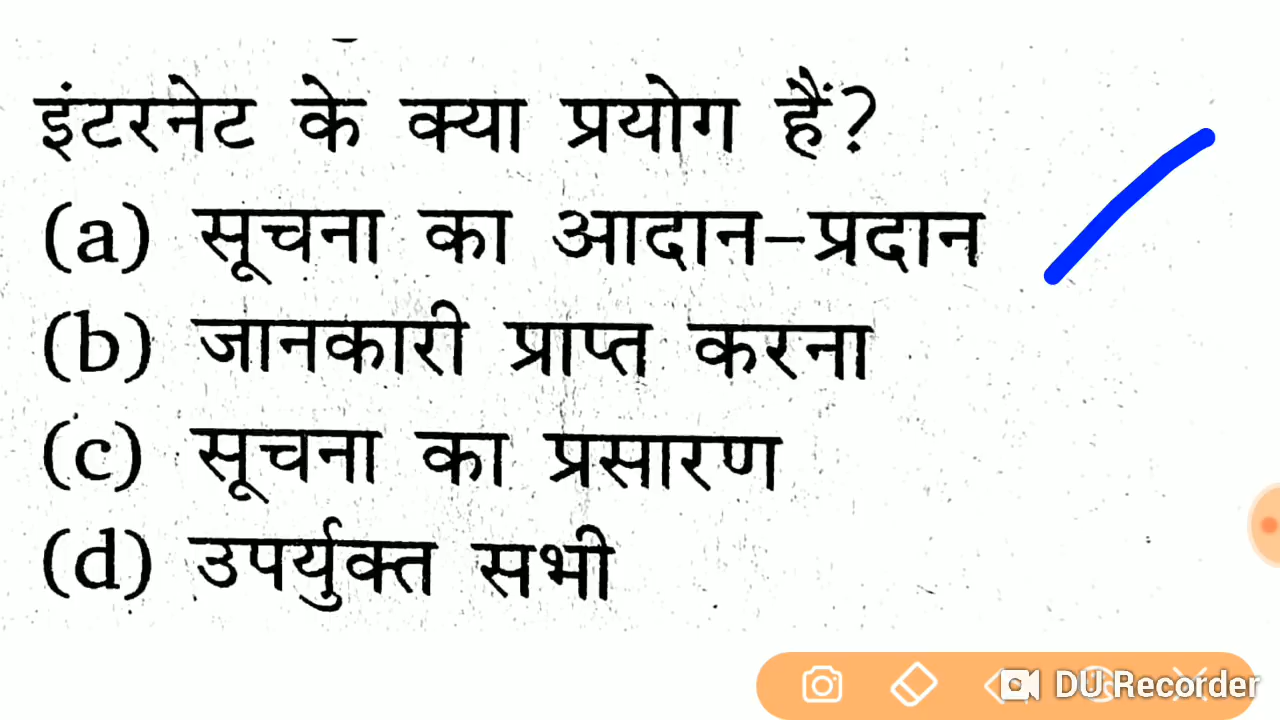 इंटरनेट के क्या प्रयोग हैं?
(a) सूचना का आदान-प्रदान
(b) जानकारी प्राप्त करना
(c) सूचना का प्रसारण
(d) उपर्युक्त सभी
DU Recorder